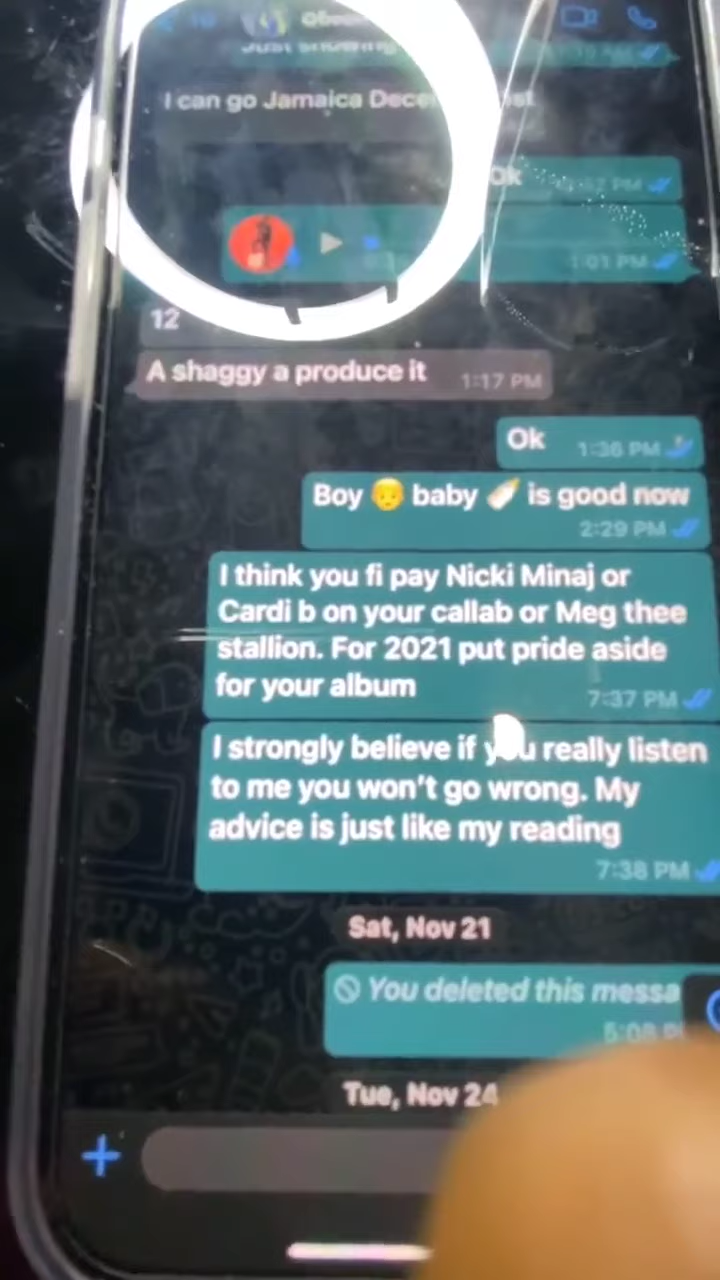 I can go Jamaica
Ok
1:01 PM
12
A shaggy a produce it 1:17 PM
Ok 1:36 PM
Boy 👦 baby 🍼 is good now
2:29 PM
I think you fi pay Nicki Minaj or
Cardi b on your callab or Meg thee
stallion. For 2021 put pride aside
for your album 7:37 PM
I strongly believe if you really listen
to me you won't go wrong. My
advice is just like my reading
7:38 PM
Sat, Nov 21
You deleted this messa
Tue, Nov 24